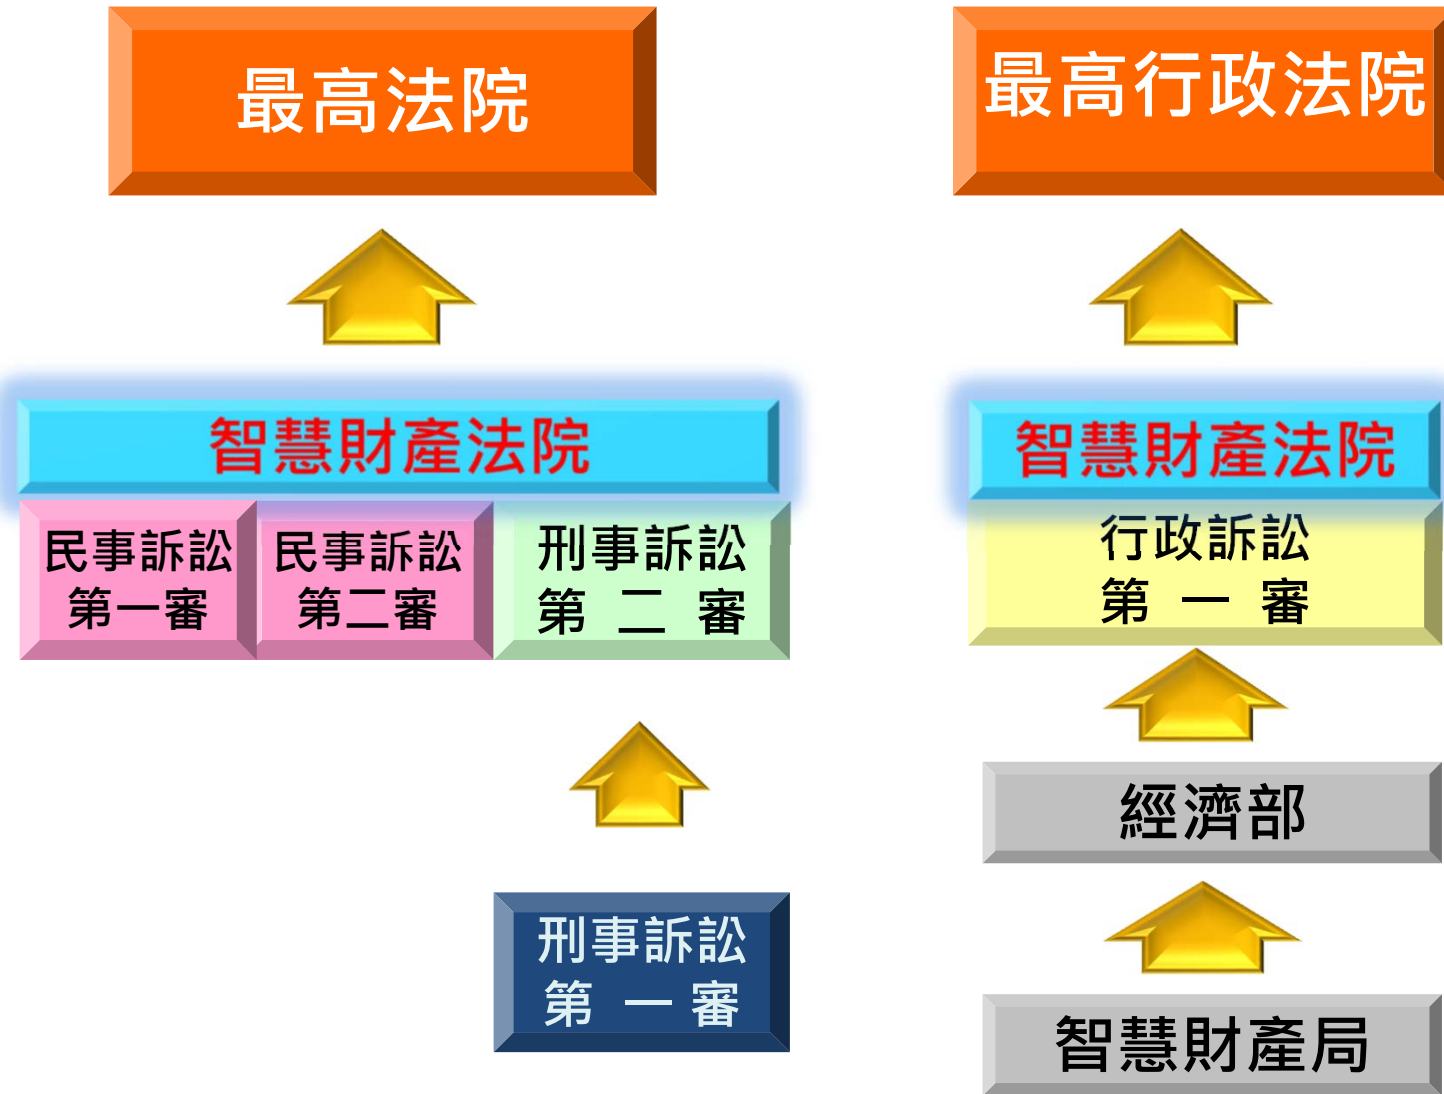 最高法院
最高行政法院
智慧財產法院
智慧財產法院
民事訴訟
第一審
民事訴訟
第二審
刑事訴訟
第 二 審
行政訴訟
第 一 審
經濟部
刑事訴訟
第 一 審
智慧財產局